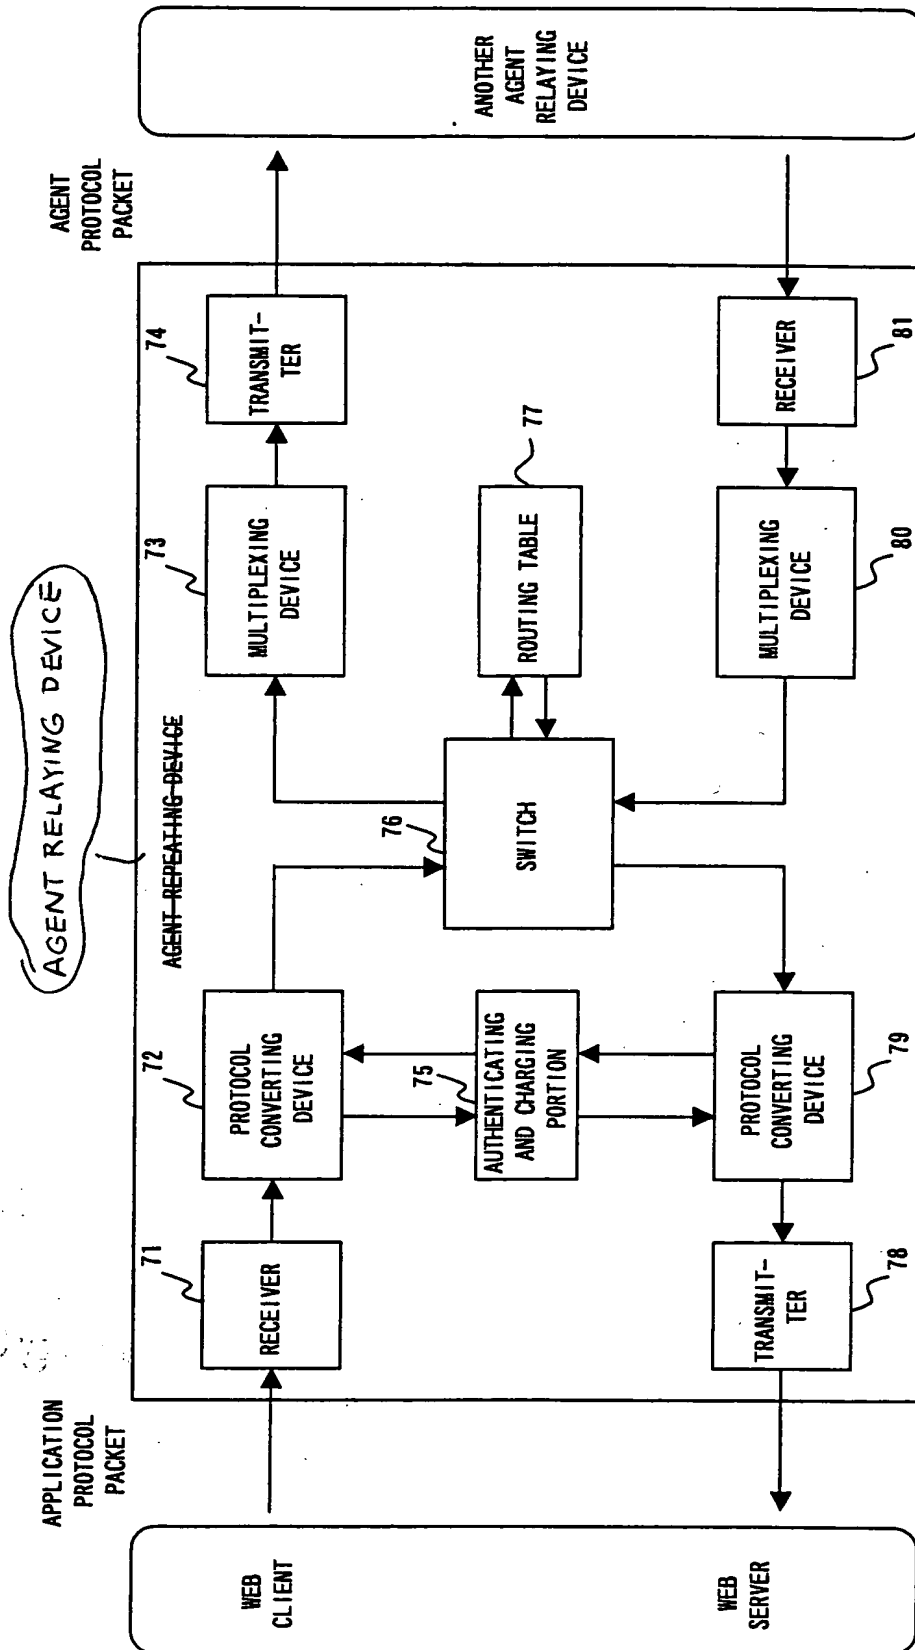 AGENT RELAYING DEVICE
APPLICATION
PROTOCOL
PACKET
AGENT REPEATING DEVICE
AGENT
PROTOCOL
PACKET
WEB
CLIENT
71
RECEIVER
72
PROTOCOL
CONVERTING
DEVICE
73
MULTIPLEXING
DEVICE
74
TRANSMIT-
TER
75
AUTHENTICATING
AND CHARGING
PORTION
76
SWITCH
ROUTING TABLE
77
ANOTHER
AGENT
RELAYING
DEVICE
WEB
SERVER
TRANSMIT-
TER
78
PROTOCOL
CONVERTING
DEVICE
79
MULTIPLEXING
DEVICE
80
RECEIVER
81